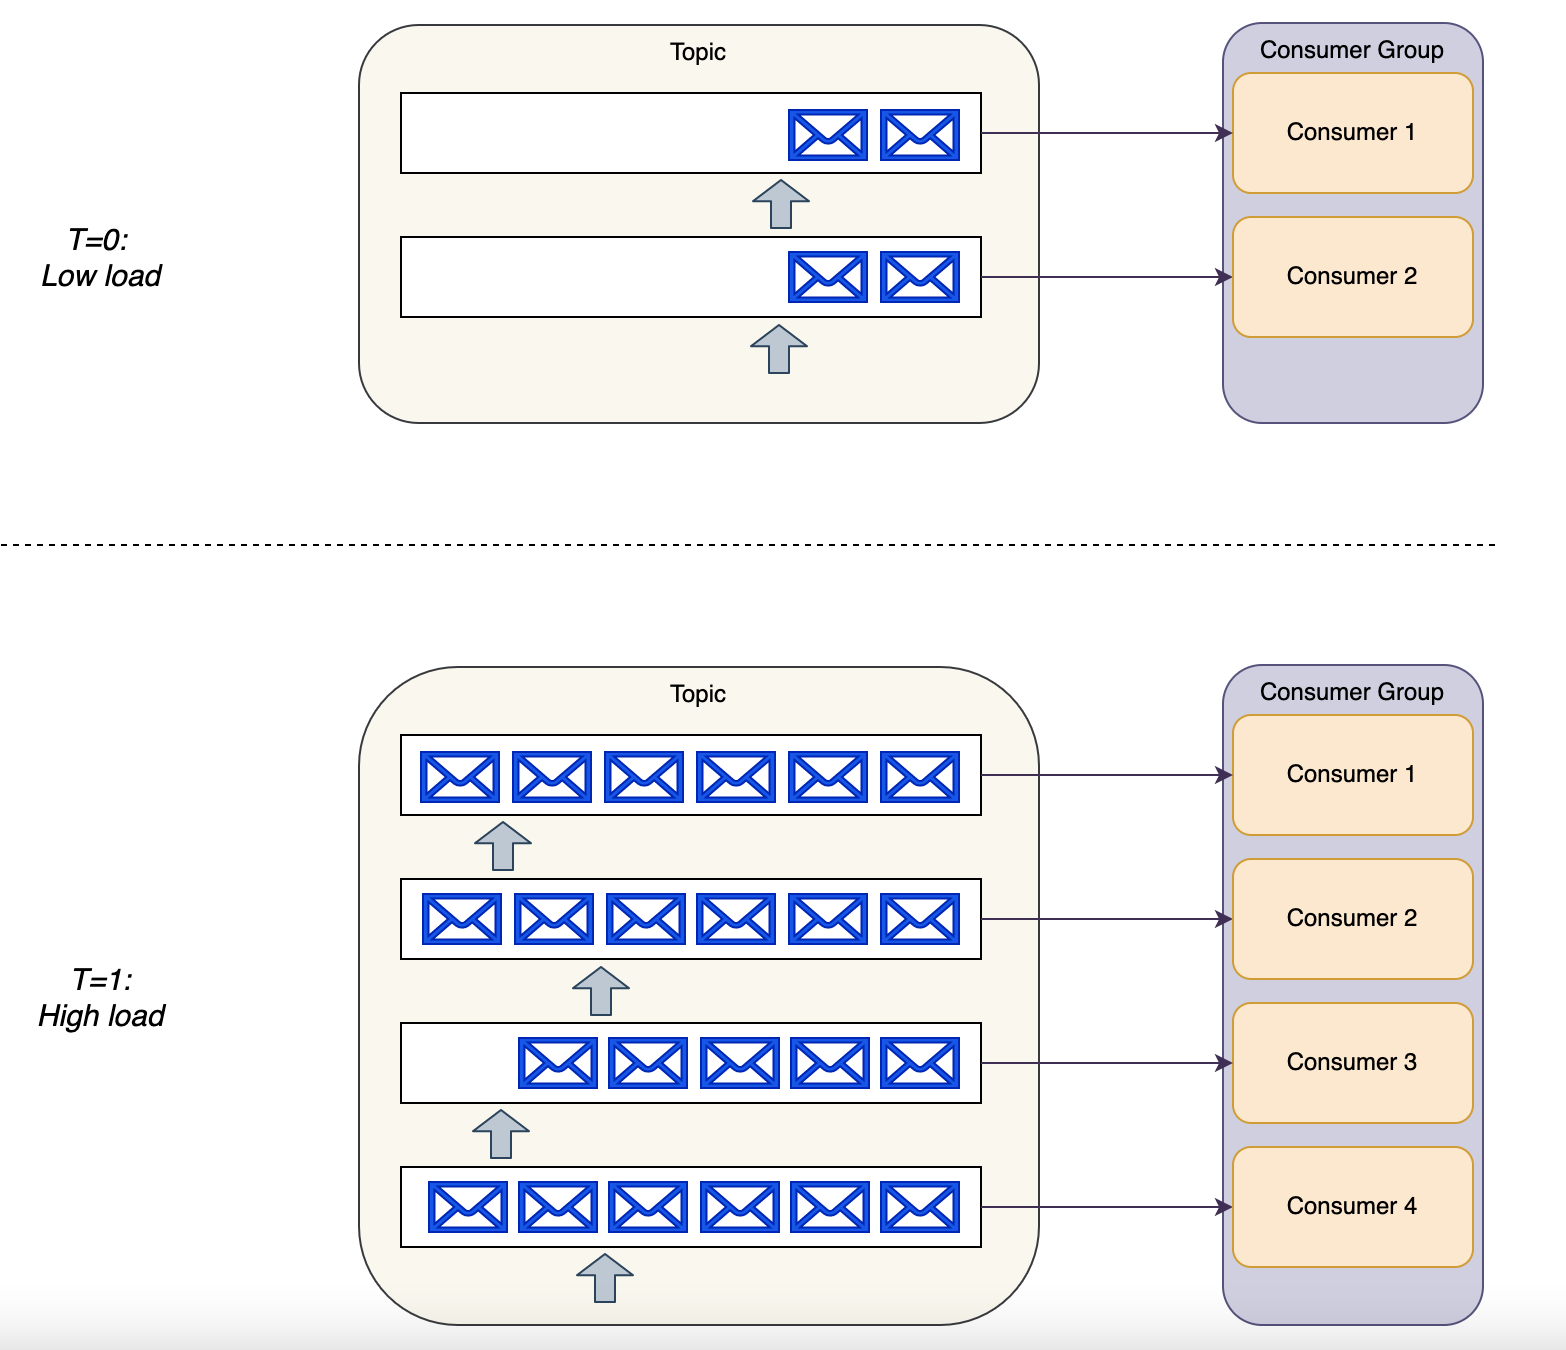 Topic
Consumer Group
Consumer 1
T=0:
Low load
Consumer 2
Topic
Consumer Group
Consumer 1
Consumer 2
T=1:
High load
Consumer 3
Consumer 4